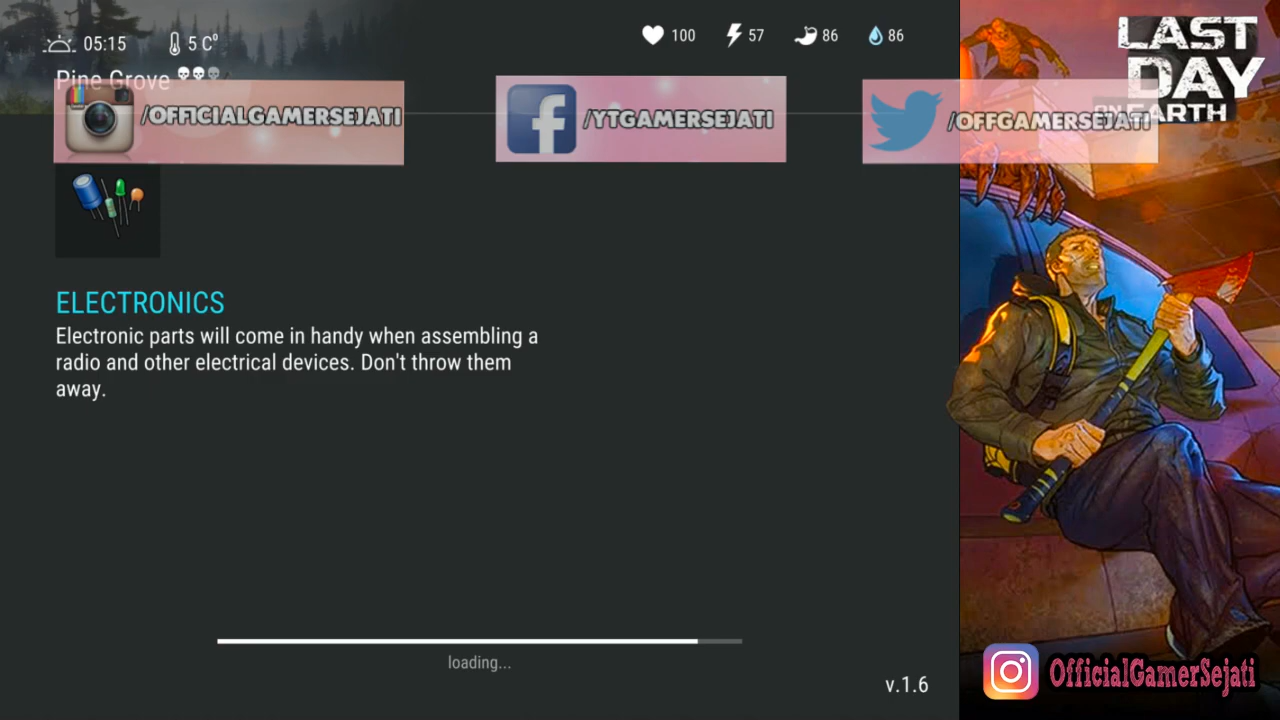 05:15 5 C° 100 57 86 86
Pine Grove
LAST
DAY
ON EARTH
/OFFICIALGAMERSEJATI
/YTGAMERSEJATI
/OFFGAMERSEJATI
ELECTRONICS
Electronic parts will come in handy when assembling a
radio and other electrical devices. Don't throw them
away.
loading...
v.1.6
OfficialGamerSejati